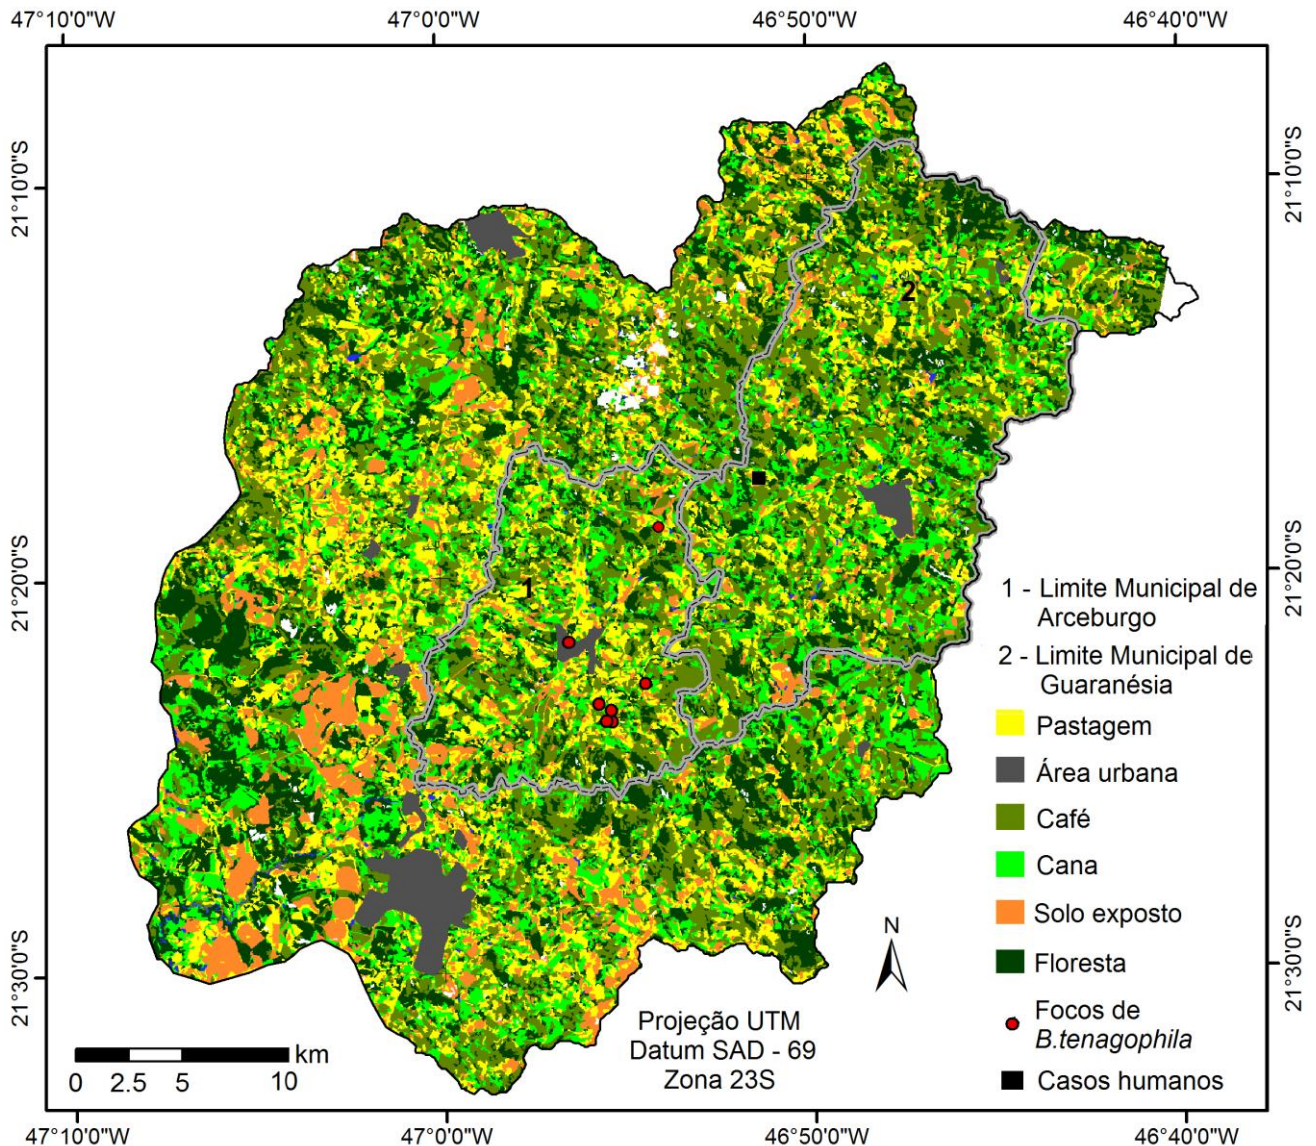 47°10'0"W 47°0'0"W 46°50'0"W 46°40'0"W
21°10'0"S 21°10'0"S
2
21°20'0"S 21°20'0"S
1
1 - Limite Municipal de
Arceburgo
2 - Limite Municipal de
Guaranésia
Pastagem
Área urbana
Café
Cana
Solo exposto
Floresta
Focos de
B.tenagophila
Casos humanos
N
21°30'0"S 21°30'0"S
Projeção UTM
Datum SAD - 69
Zona 23S
km
0 2.5 5 10
47°10'0"W 47°0'0"W 46°50'0"W 46°40'0"W